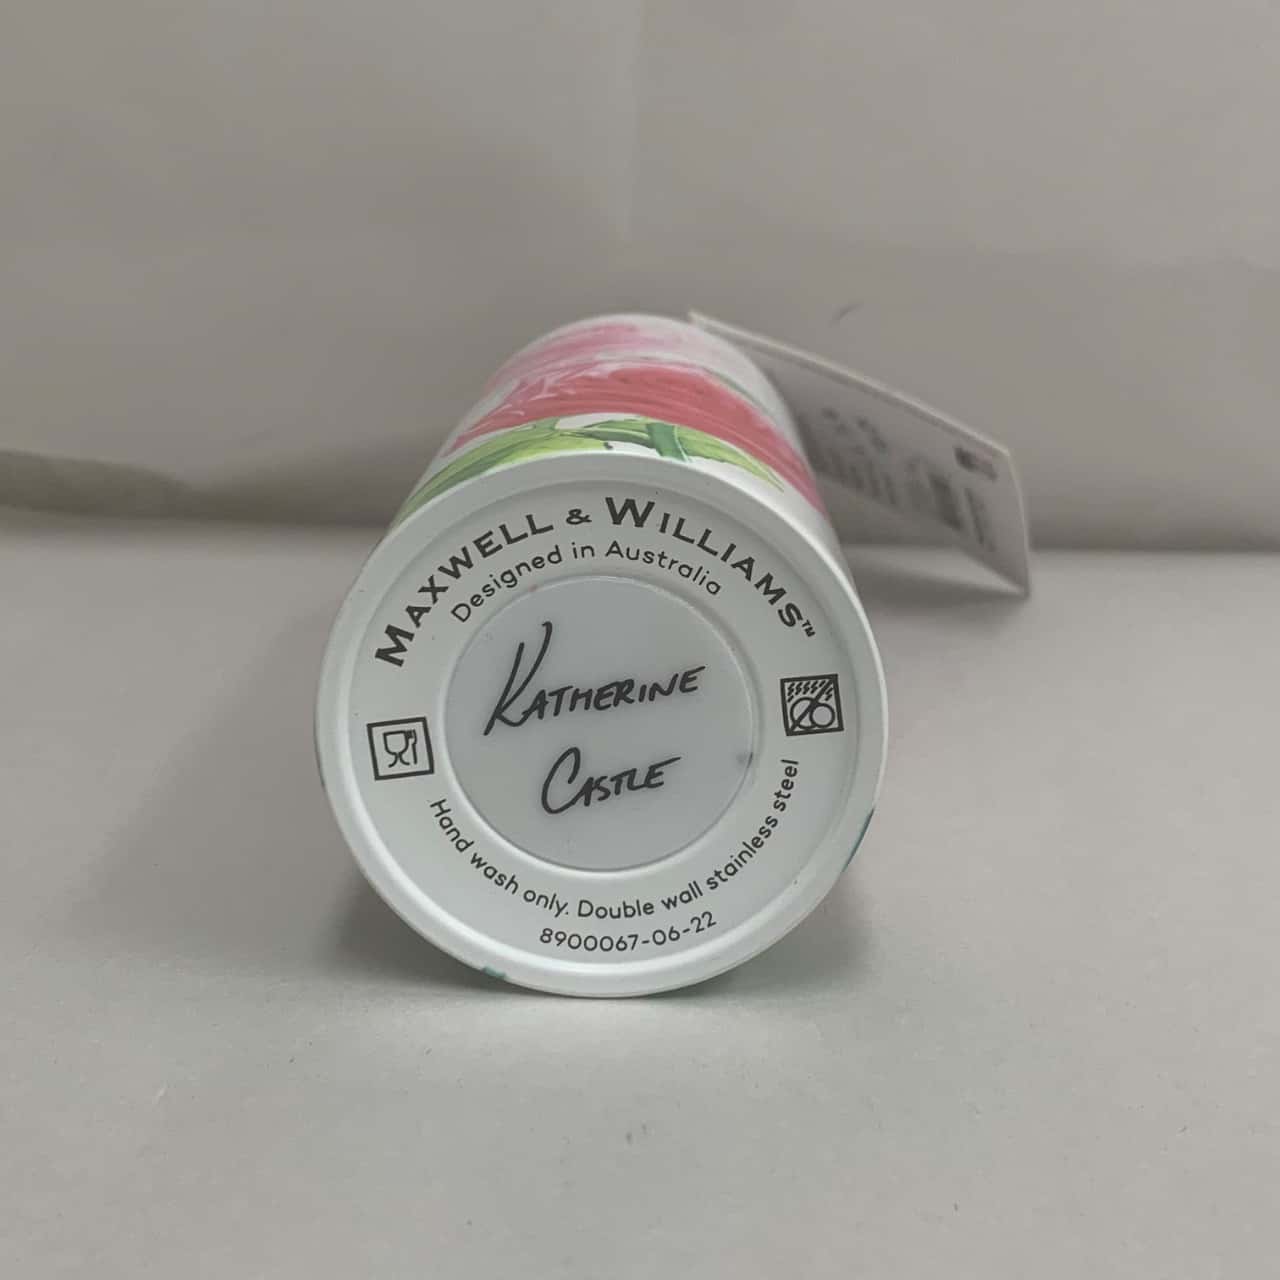 MAXWELL & WILLIAMS™
Designed in Australia
KATHERINE
CASTLE
Hand wash only. Double wall stainless steel
8900067-06-22